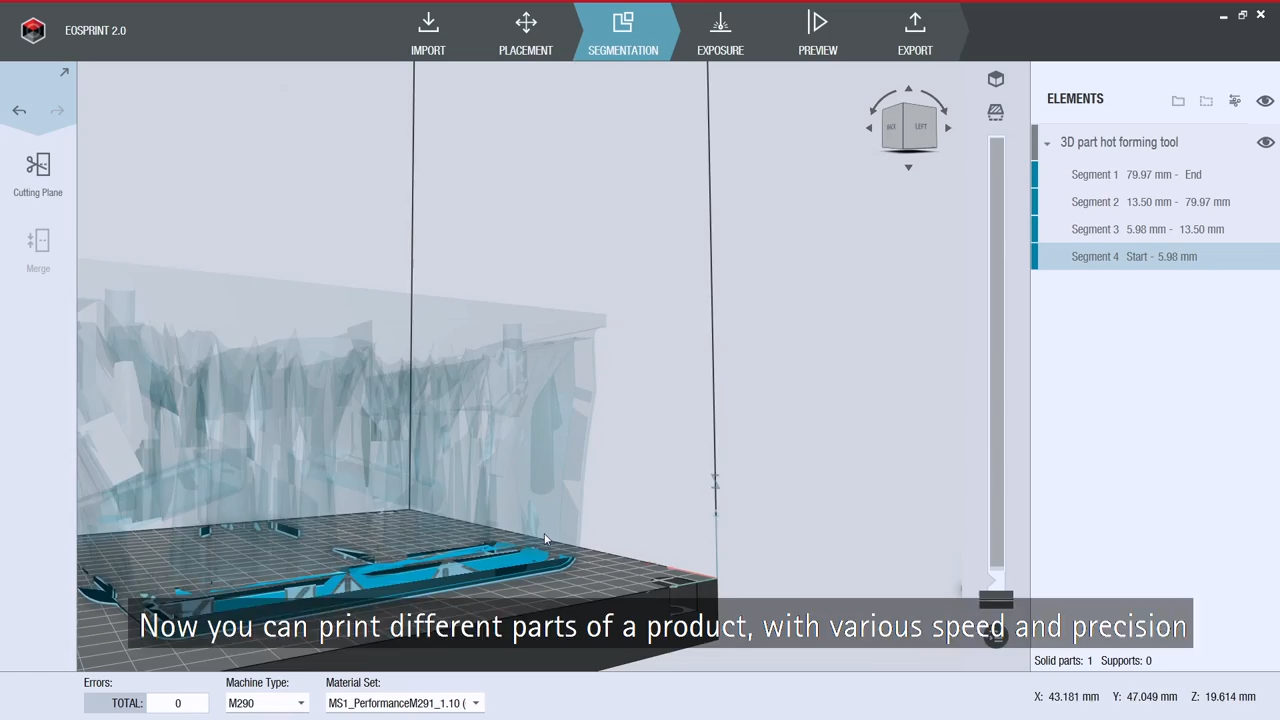 EOSPRINT 2.0
IMPORT
PLACEMENT
SEGMENTATION
EXPOSURE
PREVIEW
EXPORT
Cutting Plane
Merge
BACK
LEFT
ELEMENTS
3D part hot forming tool
Segment 1 79.97 mm - End
Segment 2 13.50 mm - 79.97 mm
Segment 3 5.98 mm - 13.50 mm
Segment 4 Start - 5.98 mm
Now you can print different parts of a product, with various speed and precision
Solid parts: 1 Supports: 0
Errors:
TOTAL: 0
Machine Type:
M290
Material Set:
MS1_PerformanceM291_1.10 (
X: 43.181 mm Y: 47.049 mm Z: 19.614 mm